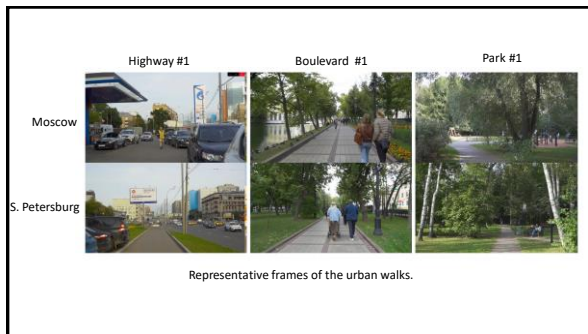 Highway #1
Boulevard #1
Park #1
Moscow
S. Petersburg
Representative frames of the urban walks.